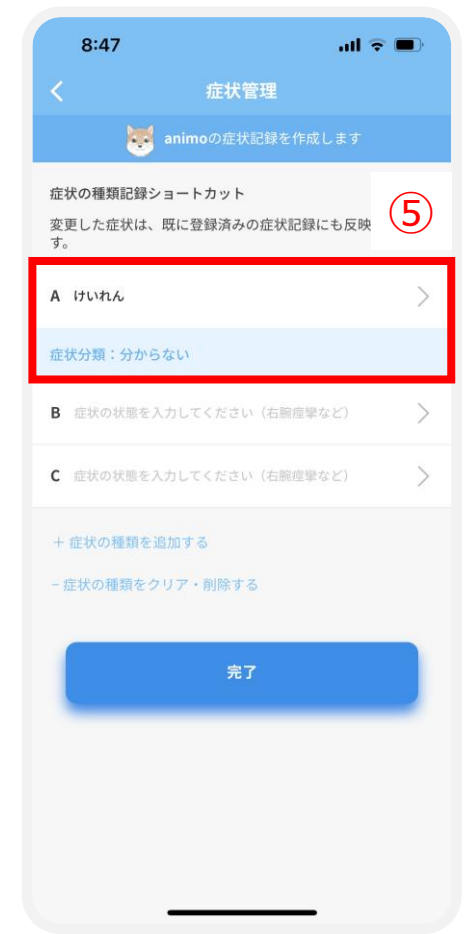 8:47
症状管理
animoの症状記録を作成します
症状の種類記録ショートカット
変更した症状は、既に登録済みの症状記録にも反映
す。
⑤
A けいれん
症状分類：分からない
B 症状の状態を入力してください（右腕痙攣など）
C 症状の状態を入力してください（右腕痙攣など）
+ 症状の種類を追加する
− 症状の種類をクリア・削除する
完了